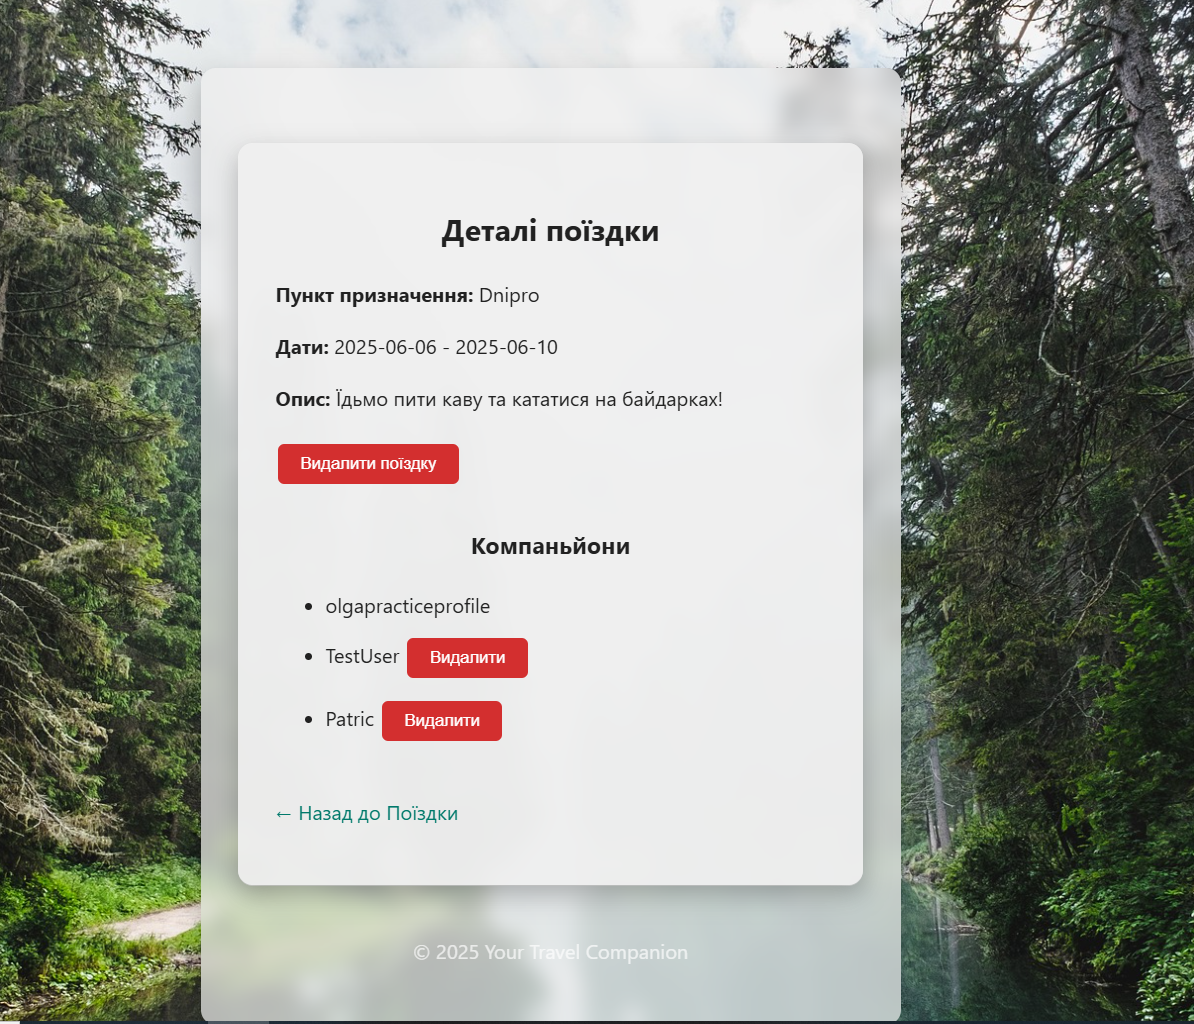 Деталі поїздки
Пункт призначення: Dnipro
Дати: 2025-06-06 - 2025-06-10
Опис: Їдьмо пити каву та кататися на байдарках!
Видалити поїздку
Компаньйони
• olgapracticeprofile
• TestUser Видалити
• Patric Видалити
← Назад до Поїздки
© 2025 Your Travel Companion